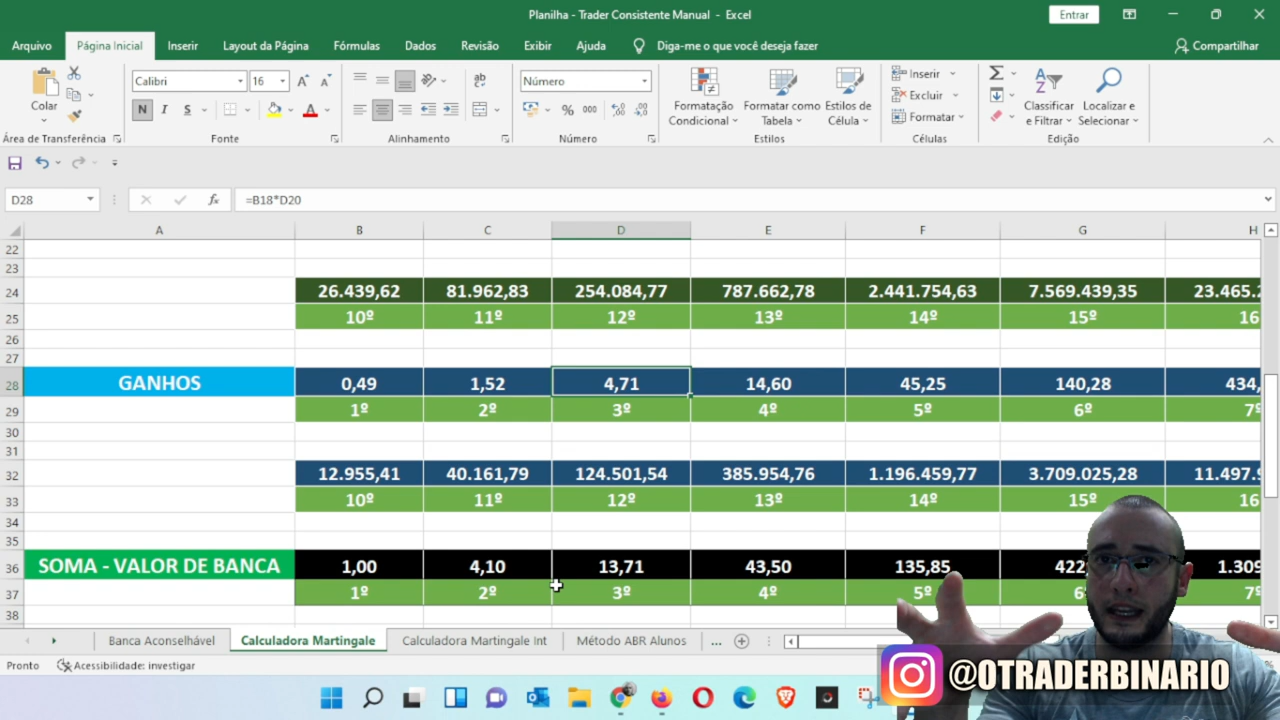 Planilha - Trader Consistente Manual - Excel
Entrar
Arquivo Página Inicial Inserir Layout da Página Fórmulas Dados Revisão Exibir Ajuda Diga-me o que você deseja fazer Compartilhar
Colar
Calibri 16
N I S
ab
Número
% 000
Formatação Condicional
Formatar como Tabela
Estilos de Célula
Inserir
Excluir
Formatar
Classificar e Filtrar
Localizar e Selecionar
Área de Transferência Fonte Alinhamento Número Estilos Células Edição
D28 fx =B18*D20
A B C D E F G H
22
23
24 26.439,62 81.962,83 254.084,77 787.662,78 2.441.754,63 7.569.439,35 23.465.
25 10º 11º 12º 13º 14º 15º 16
26
27
28 GANHOS 0,49 1,52 4,71 14,60 45,25 140,28 434,
29 1º 2º 3º 4º 5º 6º 7º
30
31
32 12.955,41 40.161,79 124.501,54 385.954,76 1.196.459,77 3.709.025,28 11.497.
33 10º 11º 12º 13º 14º 15º 16
34
35
36 SOMA - VALOR DE BANCA 1,00 4,10 13,71 43,50 135,85 422, 1.309
37 1º 2º 3º 4º 5º 6 7º
38
Banca Aconselhável Calculadora Martingale Calculadora Martingale Int Método ABR Alunos ...
Pronto Acessibilidade: investigar
@OTRADERBINARIO